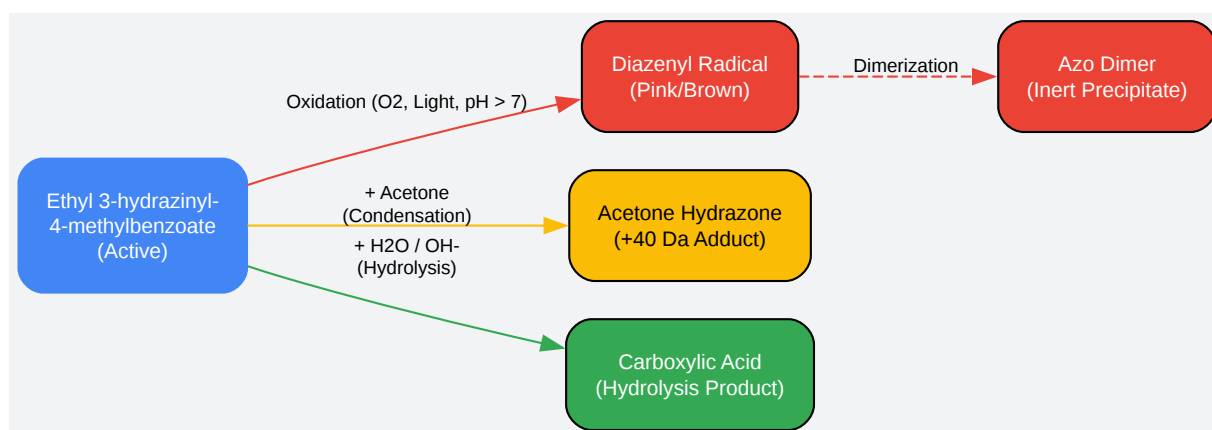 Ethyl 3-hydrazinyl-
4-methylbenzoate
(Active)
Oxidation (O2, Light, pH > 7)
Diazenyl Radical
(Pink/Brown)
Dimerization
Azo Dimer
(Inert Precipitate)
+ Acetone
(Condensation)
Acetone Hydrazone
(+40 Da Adduct)
+ H2O / OH-
(Hydrolysis)
Carboxylic Acid
(Hydrolysis Product)